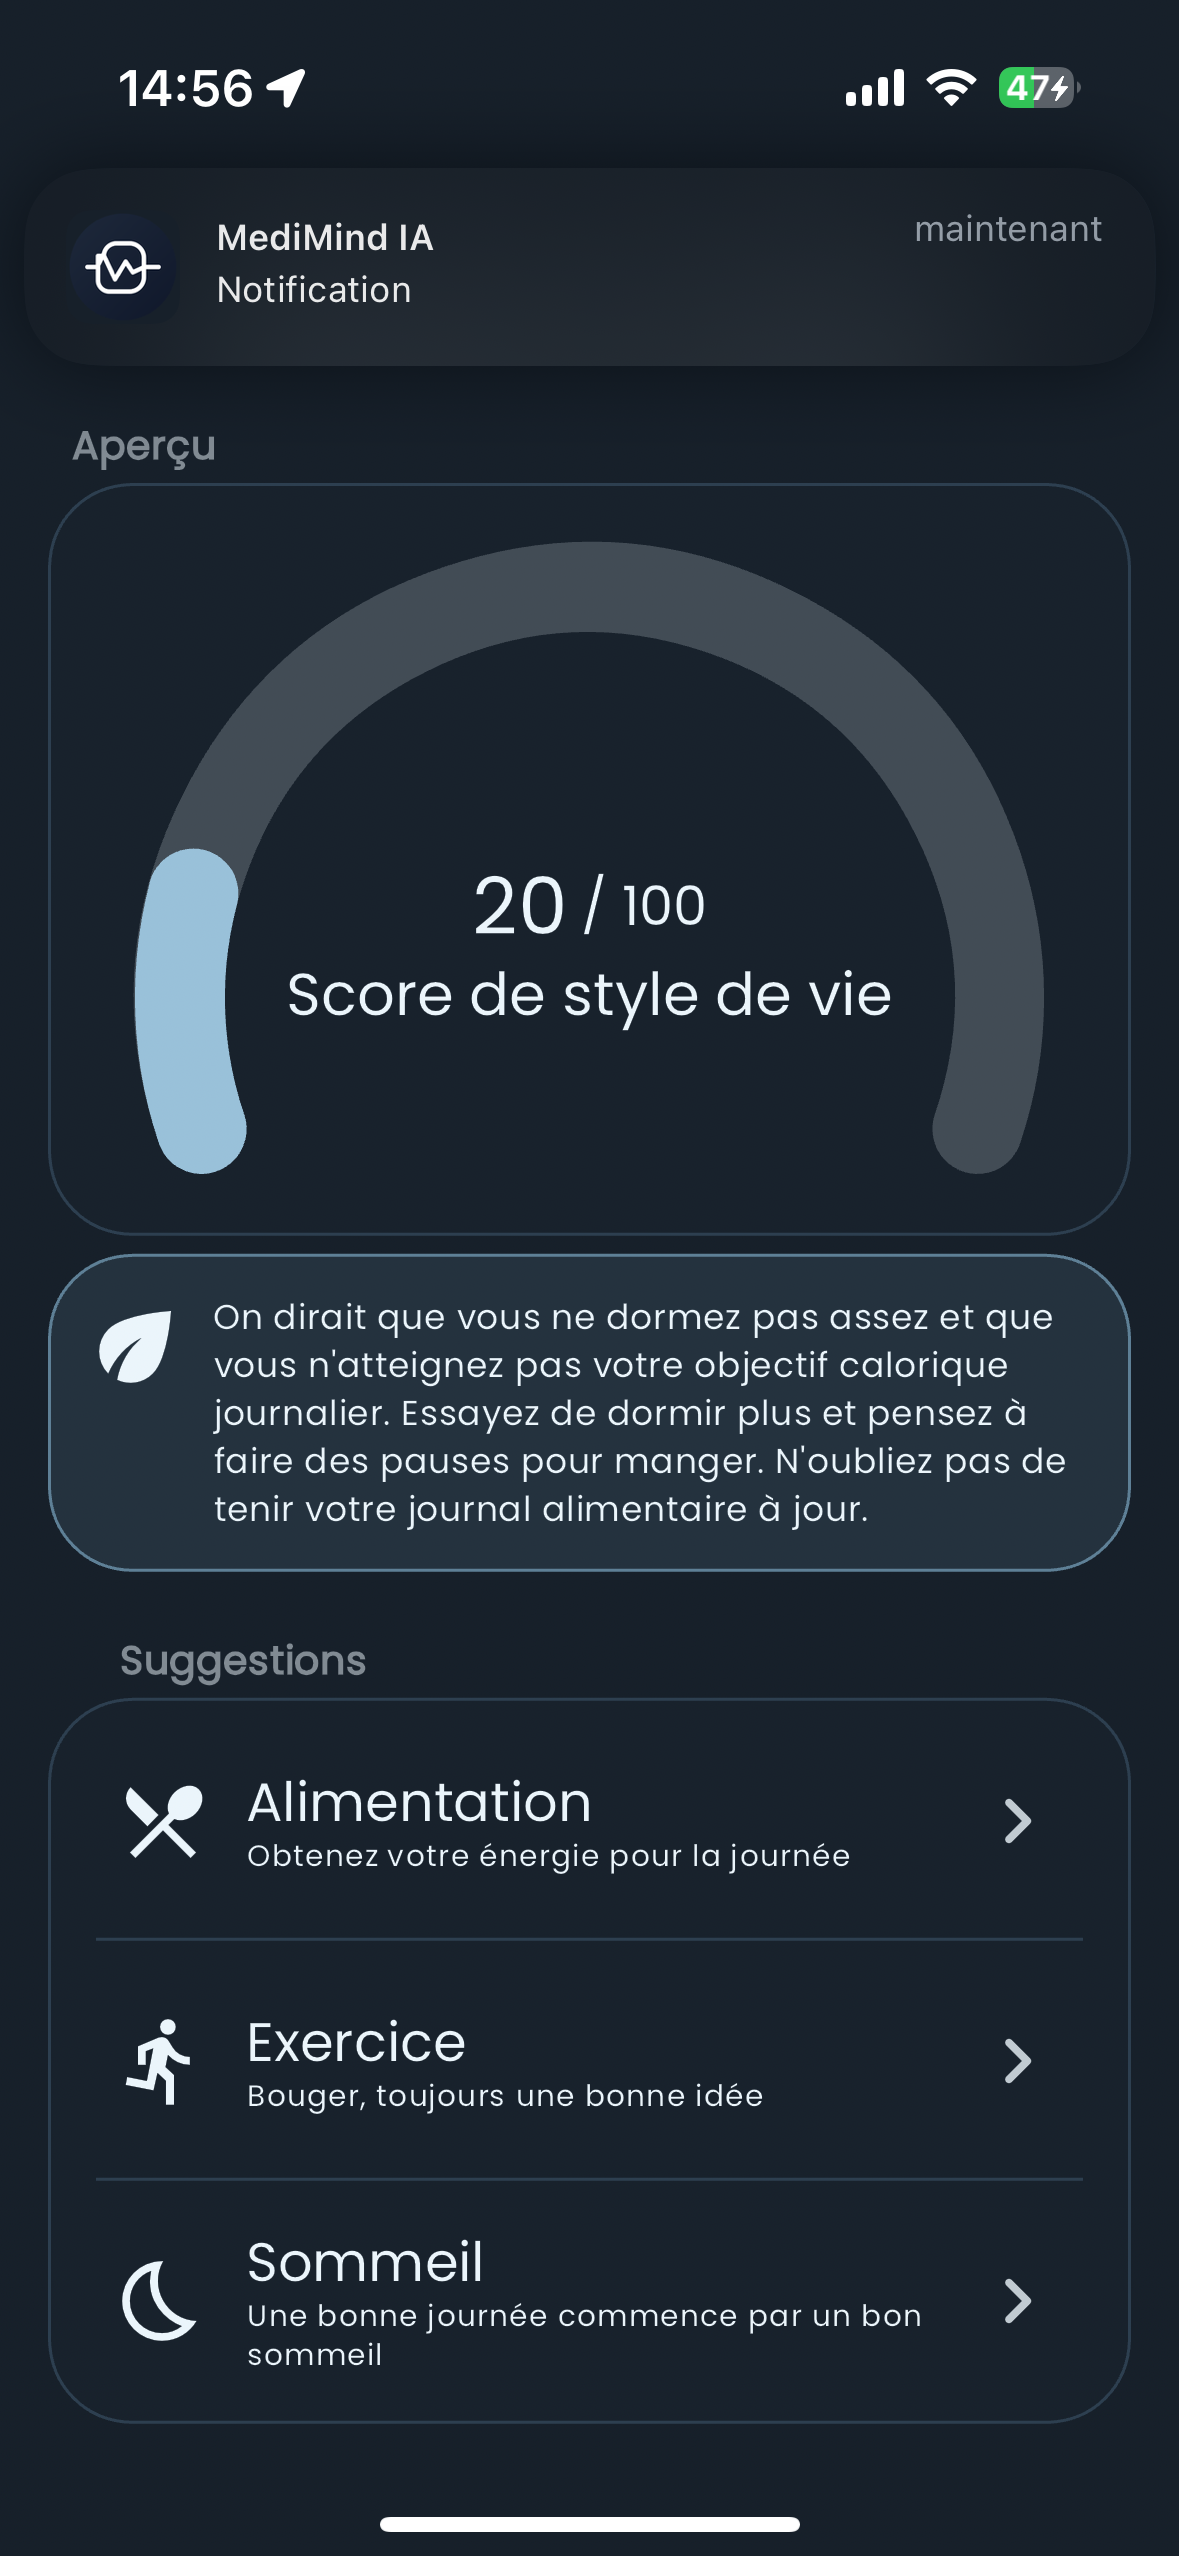 14:56
47
MediMind IA
maintenant
Notification
Aperçu
20 / 100
Score de style de vie
On dirait que vous ne dormez pas assez et que
vous n'atteignez pas votre objectif calorique
journalier. Essayez de dormir plus et pensez à
faire des pauses pour manger. N'oubliez pas de
tenir votre journal alimentaire à jour.
Suggestions
Alimentation
Obtenez votre énergie pour la journée
Exercice
Bouger, toujours une bonne idée
Sommeil
Une bonne journée commence par un bon
sommeil